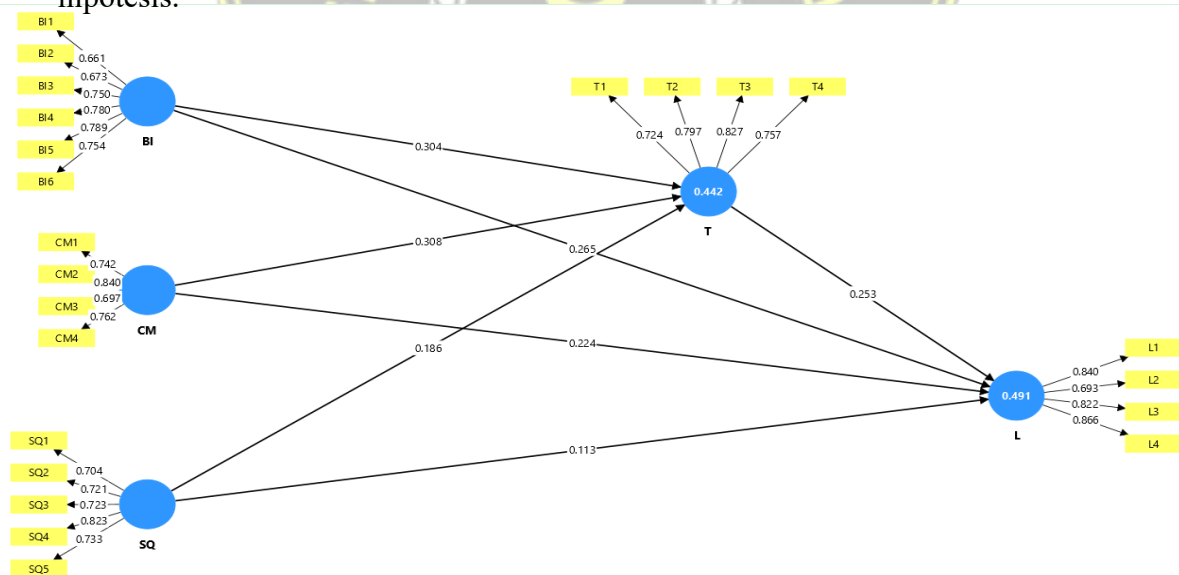 hipotesis.
BI1
BI2
BI3
BI4
BI5
BI6
0.661
0.673
0.750
0.780
0.789
0.754
BI
T1
T2
T3
T4
0.724
0.797
0.827
0.757
0.442
T
0.304
0.308
0.265
0.186
0.224
0.253
0.113
CM1
CM2
CM3
CM4
0.742
0.840
0.697
0.762
CM
L1
L2
L3
L4
0.840
0.693
0.822
0.866
0.491
L
SQ1
SQ2
SQ3
SQ4
SQ5
0.704
0.721
0.723
0.823
0.733
SQ